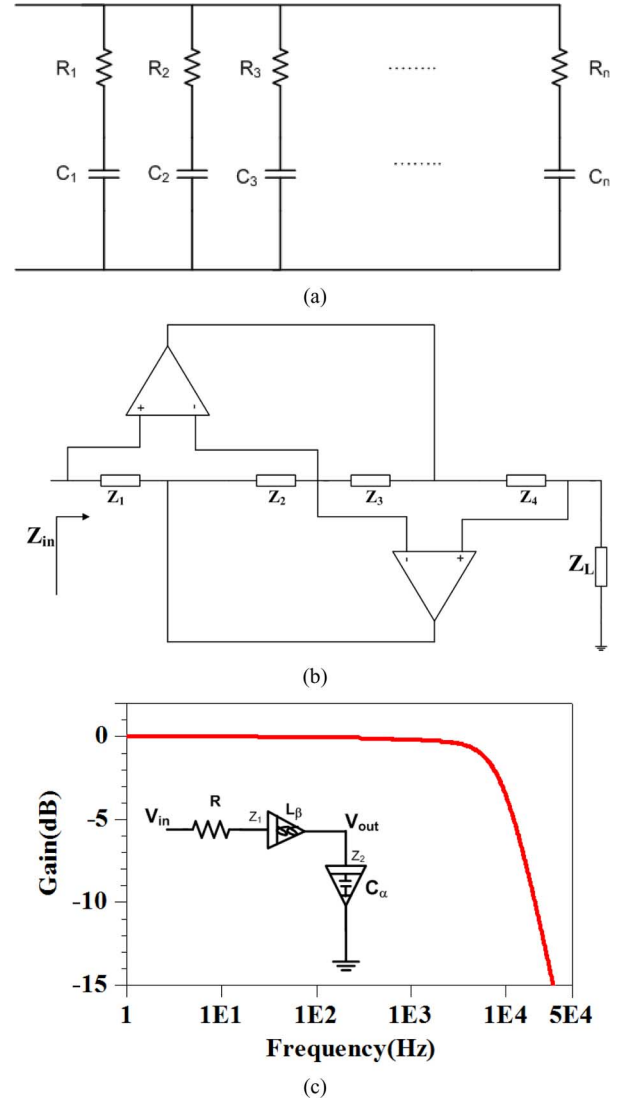 R1 R2 R3 ........ Rn
C1 C2 C3 ........ Cn
(a)
+ - 
Z1 Z2 Z3 Z4
Zin
- +
ZL
(b)
0
-5
-10
-15
Gain(dB)
Vin R Z1 Lβ Vout
Z2
Cα
1 1E1 1E2 1E3 1E4 5E4
Frequency(Hz)
(c)